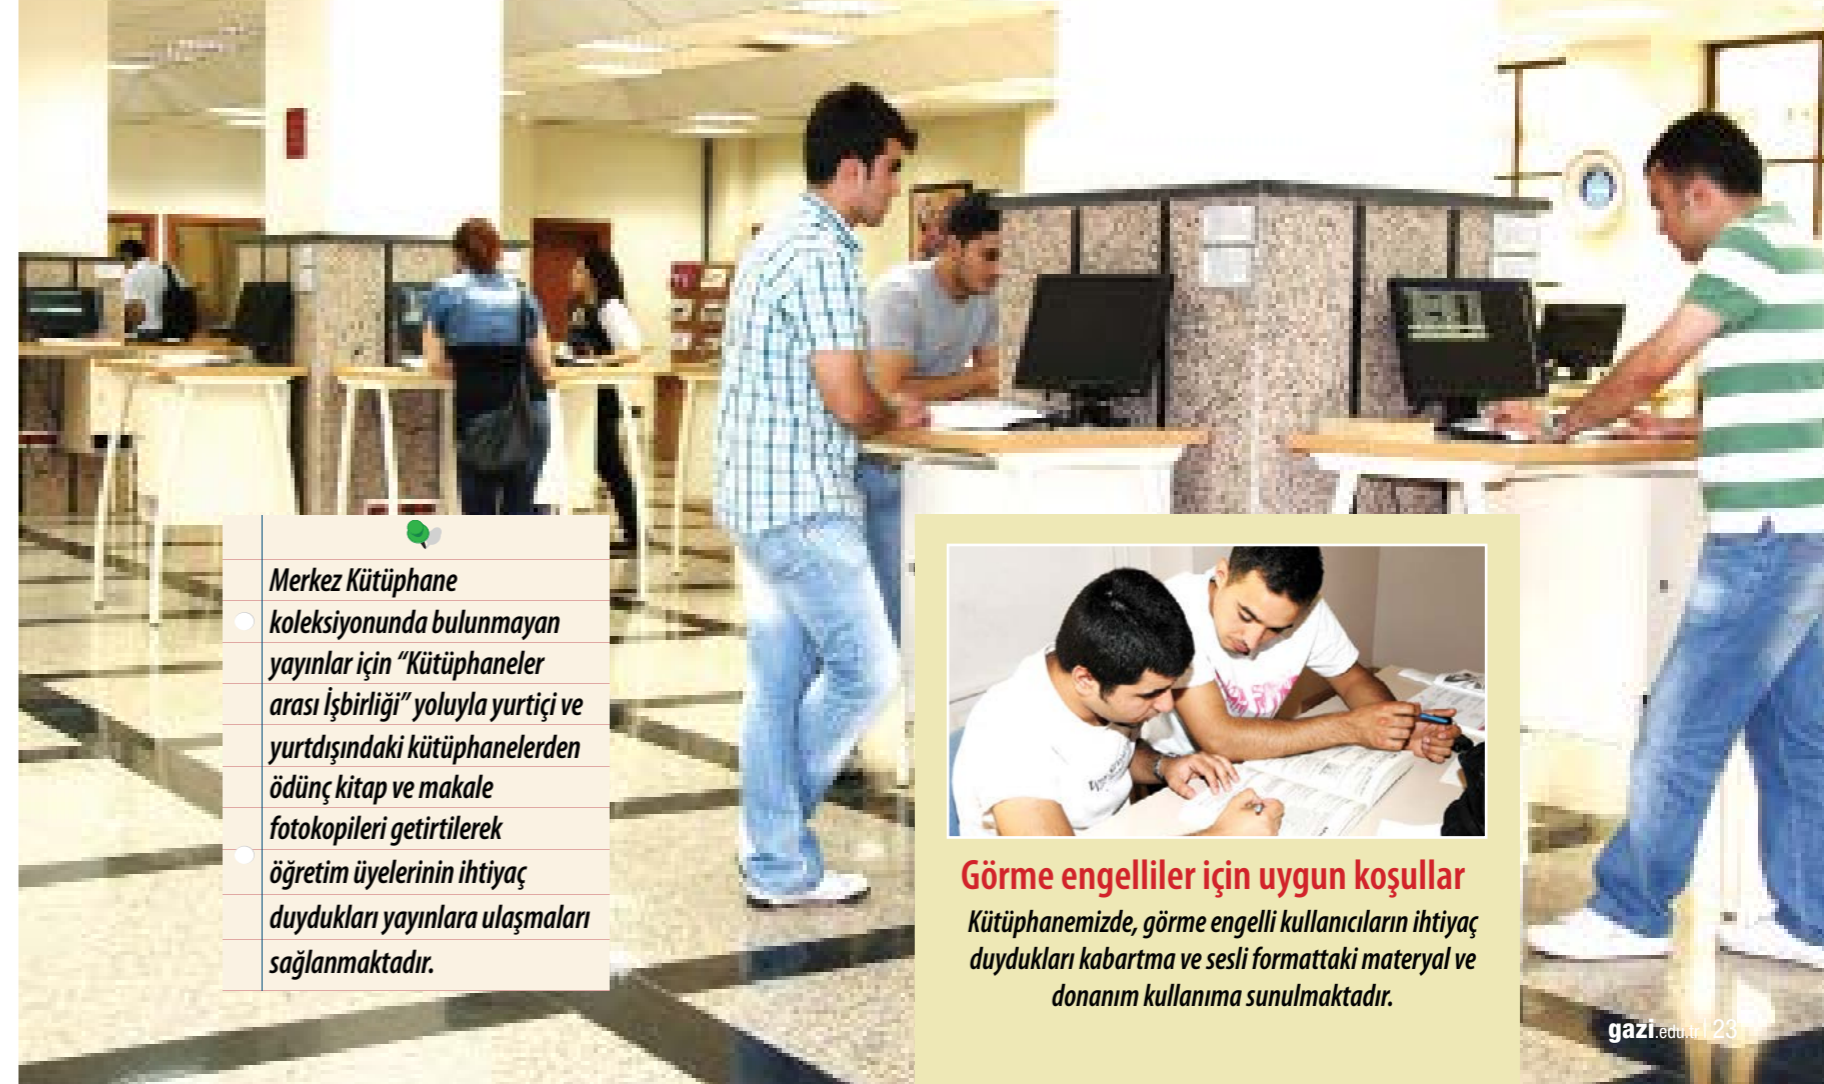 Merkez Kütüphane
koleksiyonunda bulunmayan
yayınlar için “Kütüphaneler
arası İşbirliği” yoluyla yurtiçi ve
yurtdışındaki kütüphanelerden
ödünç kitap ve makale
fotokopileri getirtilerek
öğretim üyelerinin ihtiyaç
duydukları yayınlara ulaşmaları
sağlanmaktadır.
Görme engelliler için uygun koşullar
Kütüphanemizde, görme engelli kullanıcıların ihtiyaç
duydukları kabartma ve sesli formattaki materyal ve
donanım kullanıma sunulmaktadır.
gazi.edu.tr | 23